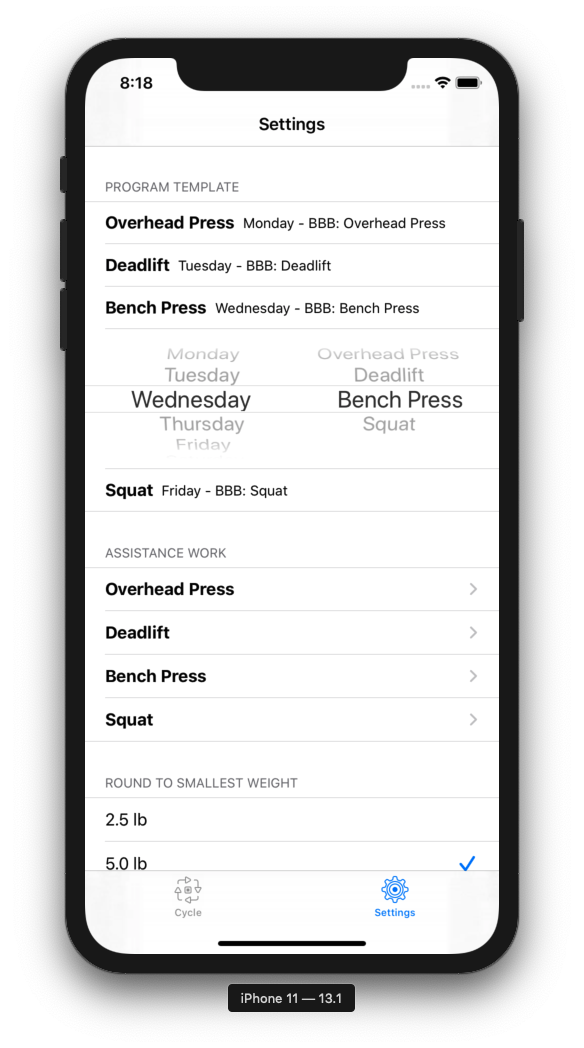 8:18
Settings
PROGRAM TEMPLATE
Overhead Press Monday - BBB: Overhead Press
Deadlift Tuesday - BBB: Deadlift
Bench Press Wednesday - BBB: Bench Press
Monday Overhead Press
Tuesday Deadlift
Wednesday Bench Press
Thursday Squat
Friday
Squat Friday - BBB: Squat
ASSISTANCE WORK
Overhead Press
Deadlift
Bench Press
Squat
ROUND TO SMALLEST WEIGHT
2.5 lb
5.0 lb
Cycle Settings
iPhone 11 — 13.1